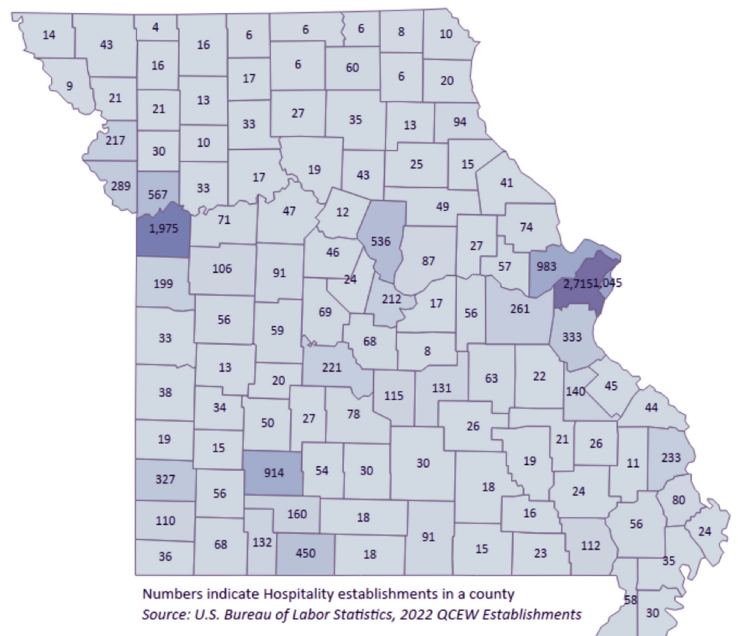 14 43 4 16 6 6 6 8 10
9 21 16 17 6 60 6 20
217 21 13 33 27 35 13 94
289 30 10 17 19 43 25 15 41
567 33
1,975 71 47 12 536 49 74
199 106 91 46 24 87 27 57 983 2,715 1,045
33 56 59 69 212 17 56 261 333
38 13 20 221 68 8 63 22 140 45 44
19 34 50 27 78 115 131 26 21 26 233
327 15 914 54 30 30 19 11
110 56 160 18 18 24 80
36 68 132 450 18 91 15 16 23 112 56 35 24
58 30
Numbers indicate Hospitality establishments in a county
Source: U.S. Bureau of Labor Statistics, 2022 QCEW Establishments